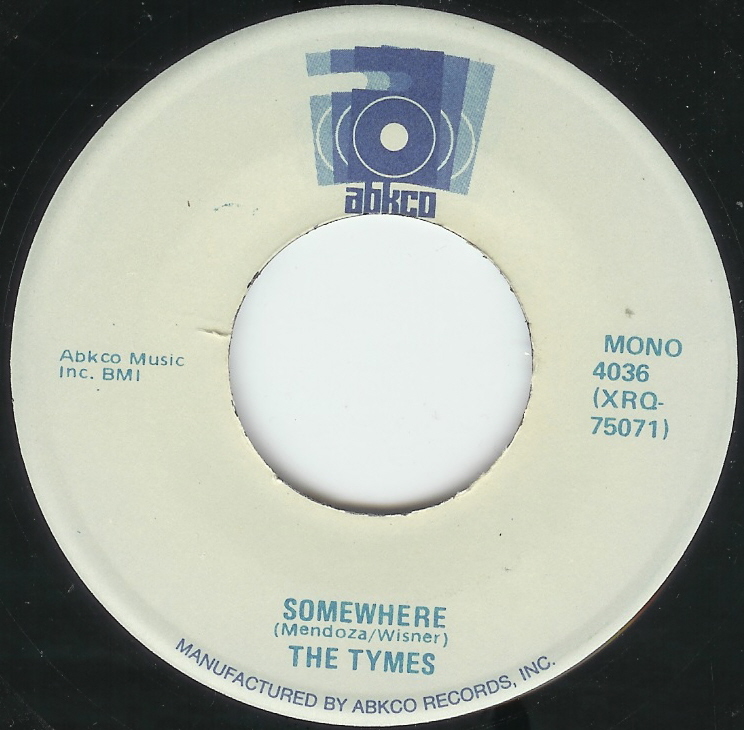 abkco
Abkco Music
Inc. BMI
MONO
4036
(XRQ-
75071)
SOMEWHERE
(Mendoza/Wisner)
THE TYMES
MANUFACTURED BY ABKCO RECORDS, INC.